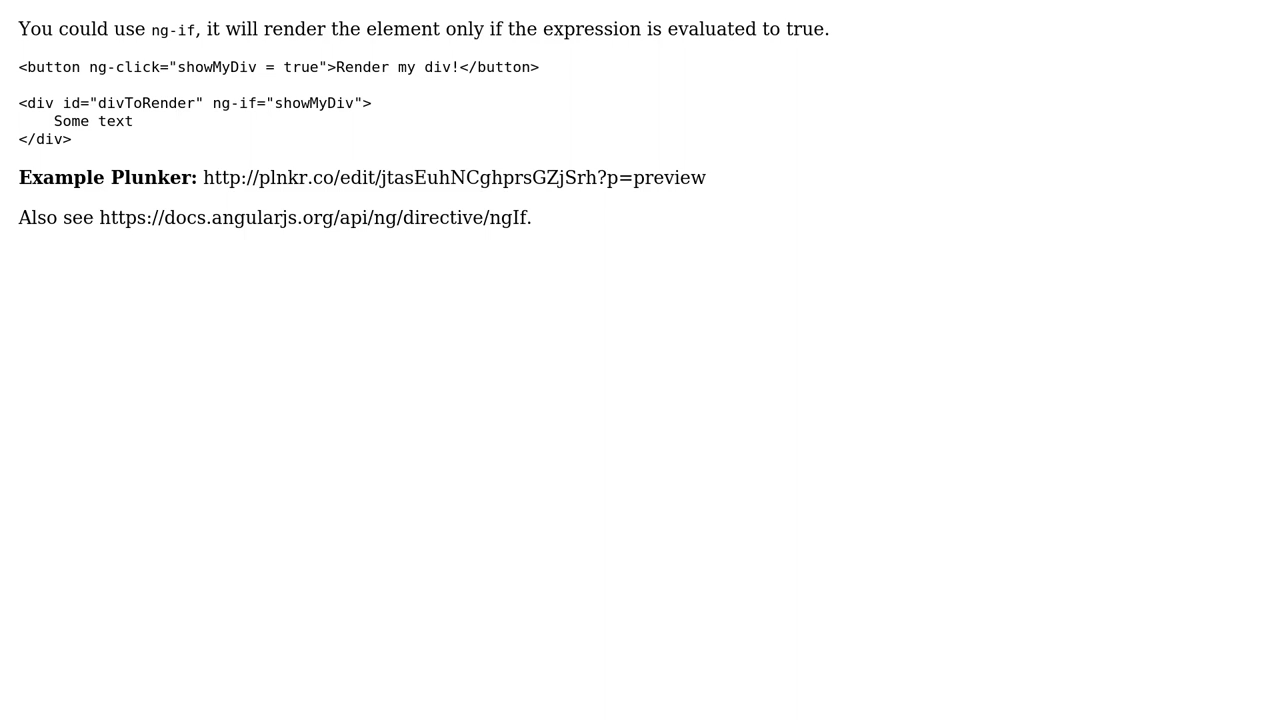 You could use ng-if, it will render the element only if the expression is evaluated to true.
<button ng-click="showMyDiv = true">Render my div!</button>
<div id="divToRender" ng-if="showMyDiv">
    Some text
</div>
Example Plunker: http://plnkr.co/edit/jtasEuhNCghprsGZjSrh?p=preview
Also see https://docs.angularjs.org/api/ng/directive/ngIf.